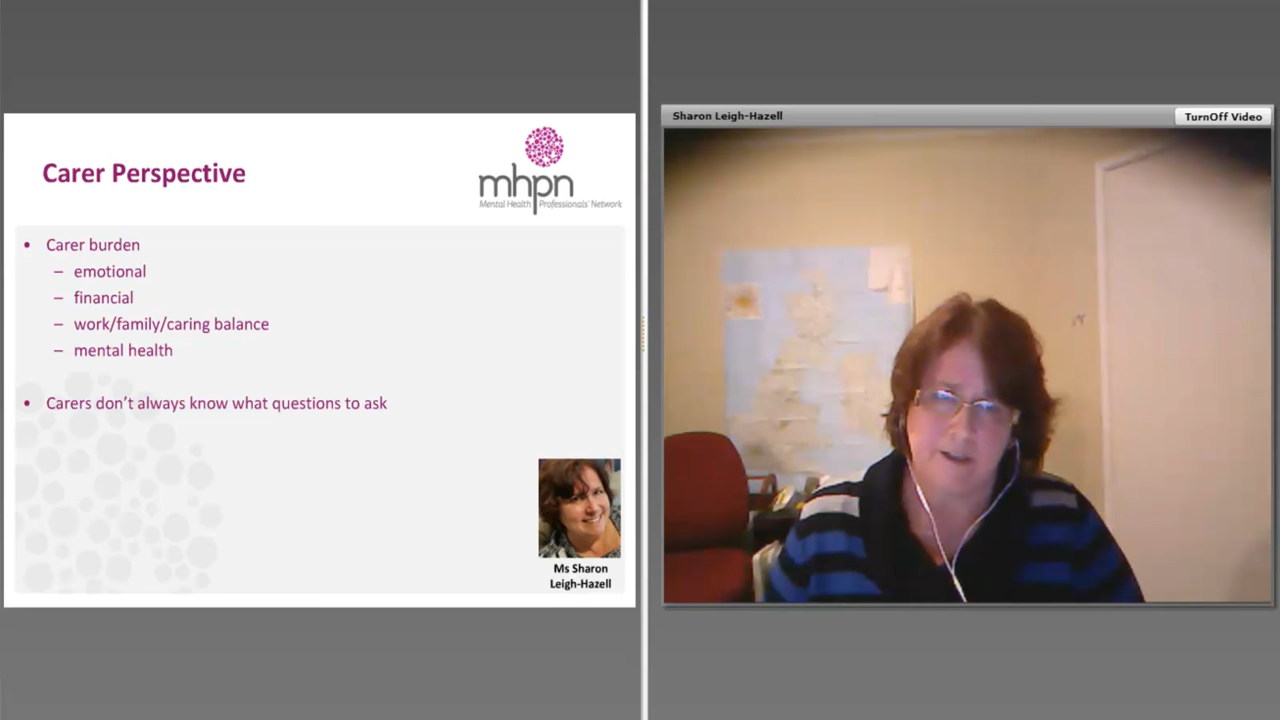 Carer Perspective
mhpn
Mental Health Professionals' Network
• Carer burden
– emotional
– financial
– work/family/caring balance
– mental health
• Carers don't always know what questions to ask
Ms Sharon
Leigh-Hazell
Sharon Leigh-Hazell
TurnOff Video